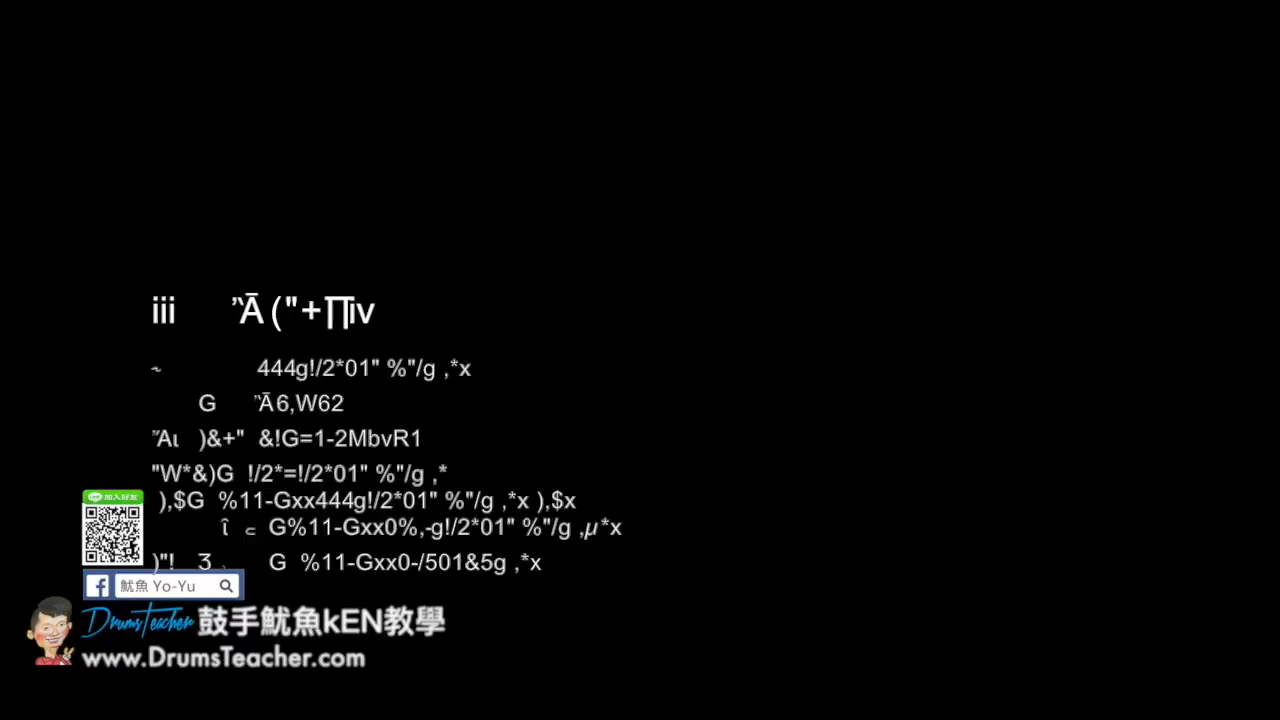 iii ˜Ā ("+∏iv
~ 444g!/2*01" %"/g ,*x
G ˜Ā6,W62
˜Aι )&+" &!G=1-2MbvR1
"W*&)G !/2*=!/2*01" %"/g ,*
),$G %11-Gxx444g!/2*01" %"/g ,*x ),$x
î ⊂ G%11-Gxx0%,-g!/2*01" %"/g ,µ*x
)"! 3 G %11-Gxx0-/501&5g ,*x
加入好友
魷魚 Yo-Yu
DrumsTeacher 鼓手魷魚kEN教學
www.DrumsTeacher.com